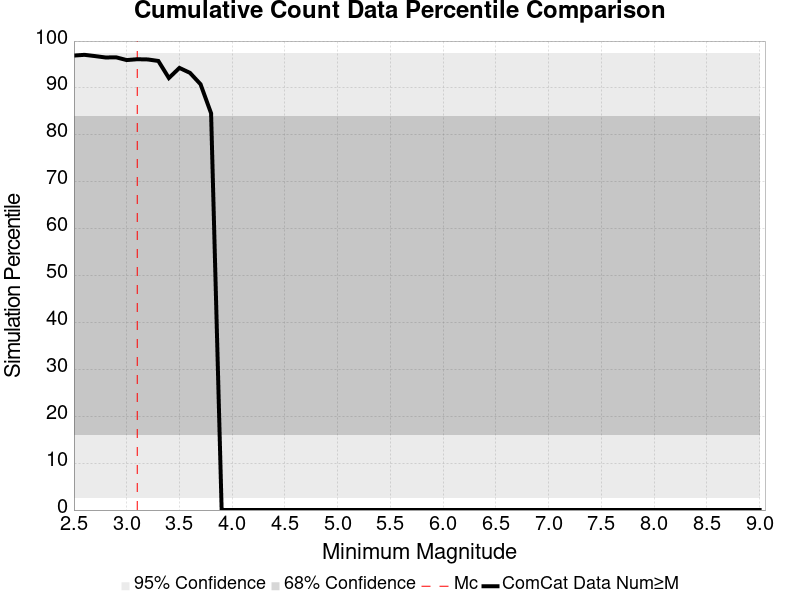 Cumulative Count Data Percentile Comparison
Simulation Percentile
100
90
80
70
60
50
40
30
20
10
0
2.5 3.0 3.5 4.0 4.5 5.0 5.5 6.0 6.5 7.0 7.5 8.0 8.5 9.0
Minimum Magnitude
95% Confidence 68% Confidence Mc ComCat Data Num≥M